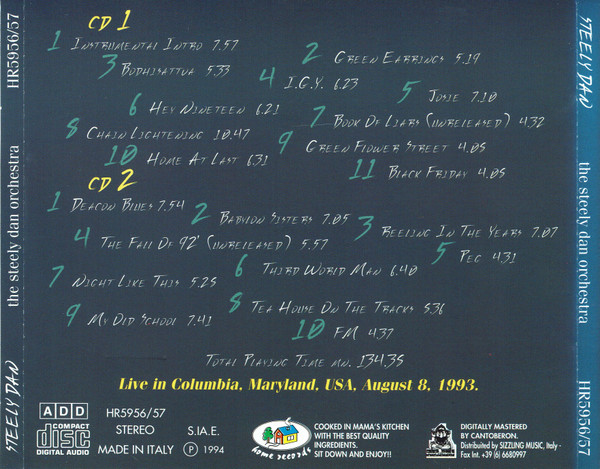 HR5956/57
the steely dan orchestra
STEELY DAN
CD 1
1 INSTRUMENTAL INTRO 7.57
2 GREEN EARRINGS 5.19
3 BODHISATTVA 5.33
4 I.G.Y. 6.23
5 JOSIE 7.10
6 HEY NINETEEN 6.21
7 BOOK OF LIARS (UNRELEASED) 4.32
8 CHAIN LIGHTENING 10.47
9 GREEN FLOWER STREET 4.05
10 HOME AT LAST 6.31
11 BLACK FRIDAY 4.05
CD 2
1 DEACON BLUES 7.54
2 BABYLON SISTERS 7.05
3 REELING IN THE YEARS 7.07
4 THE FALL OF 92' (UNRELEASED) 5.57
5 PEG 4.31
6 THIRD WORLD MAN 6.40
7 NIGHT LIKE THIS 5.25
8 TEA HOUSE ON THE TRACKS 5.36
9 MY OLD SCHOOL 7.41
10 FM 4.37
TOTAL PLAYING TIME MN. 134.35
Live in Columbia, Maryland, USA, August 8, 1993.
ADD
COMPACT
disc
DIGITAL AUDIO
HR5956/57
STEREO S.I.A.E.
MADE IN ITALY P 1994
home records
COOKED IN MAMA'S KITCHEN
WITH THE BEST QUALITY
INGREDIENTS.
SIT DOWN AND ENJOY!!
DIGITALLY MASTERED
BY CANTOBERON.
Distribuited by SIZZLING MUSIC, Italy -
Fax Int. +39 (6) 6680997
STEELY DAN
the steely dan orchestra
HR5956/57